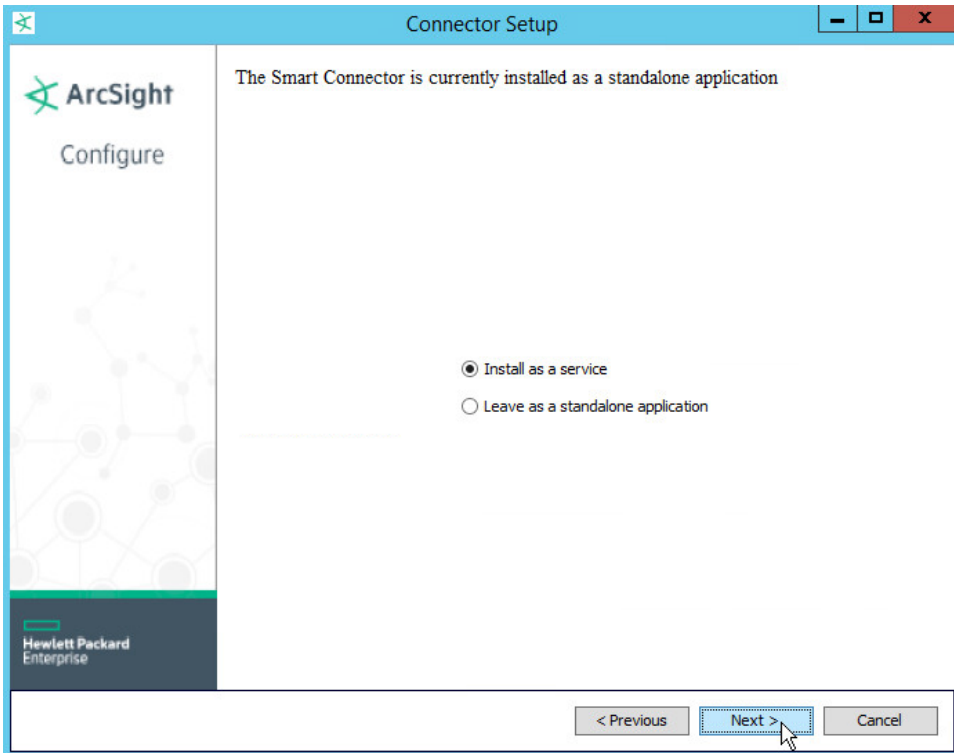 Connector Setup
ArcSight
Configure
The Smart Connector is currently installed as a standalone application
Install as a service
Leave as a standalone application
Hewlett Packard
Enterprise
< Previous
Next >
Cancel